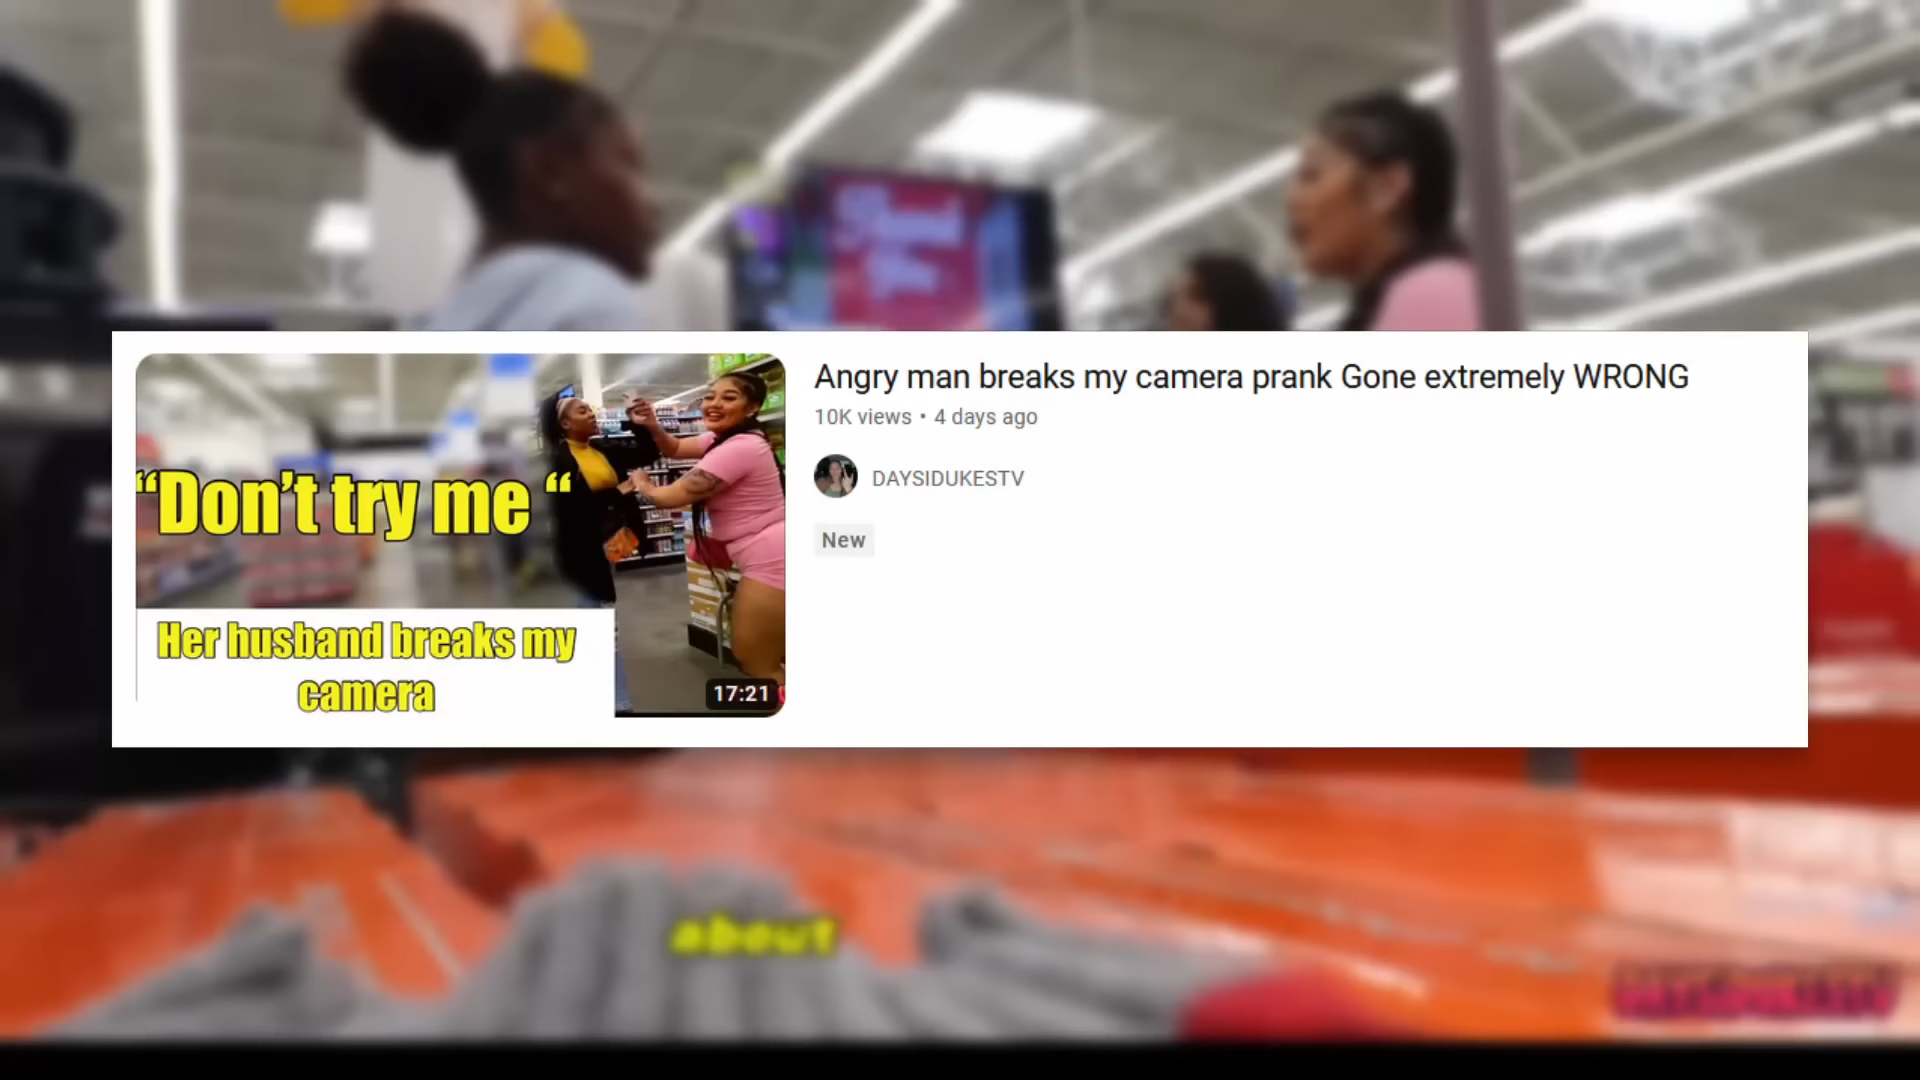 Angry man breaks my camera prank Gone extremely WRONG
10K views • 4 days ago
DAYSIDUKESTV
New
“Don't try me “
Her husband breaks my
camera
17:21
about